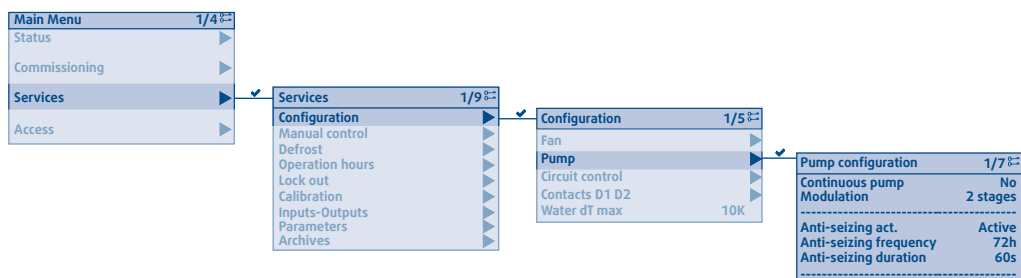 Main Menu 1/4
Status
Commissioning
Services
Access
Services 1/9
Configuration
Manual control
Defrost
Operation hours
Lock out
Calibration
Inputs-Outputs
Parameters
Archives
Configuration 1/5
Fan
Pump
Circuit control
Contacts D1 D2
Water dT max 10K
Pump configuration 1/7
Continuous pump No
Modulation 2 stages
----------------------------------------
Anti-seizing act. Active
Anti-seizing frequency 72h
Anti-seizing duration 60s
----------------------------------------